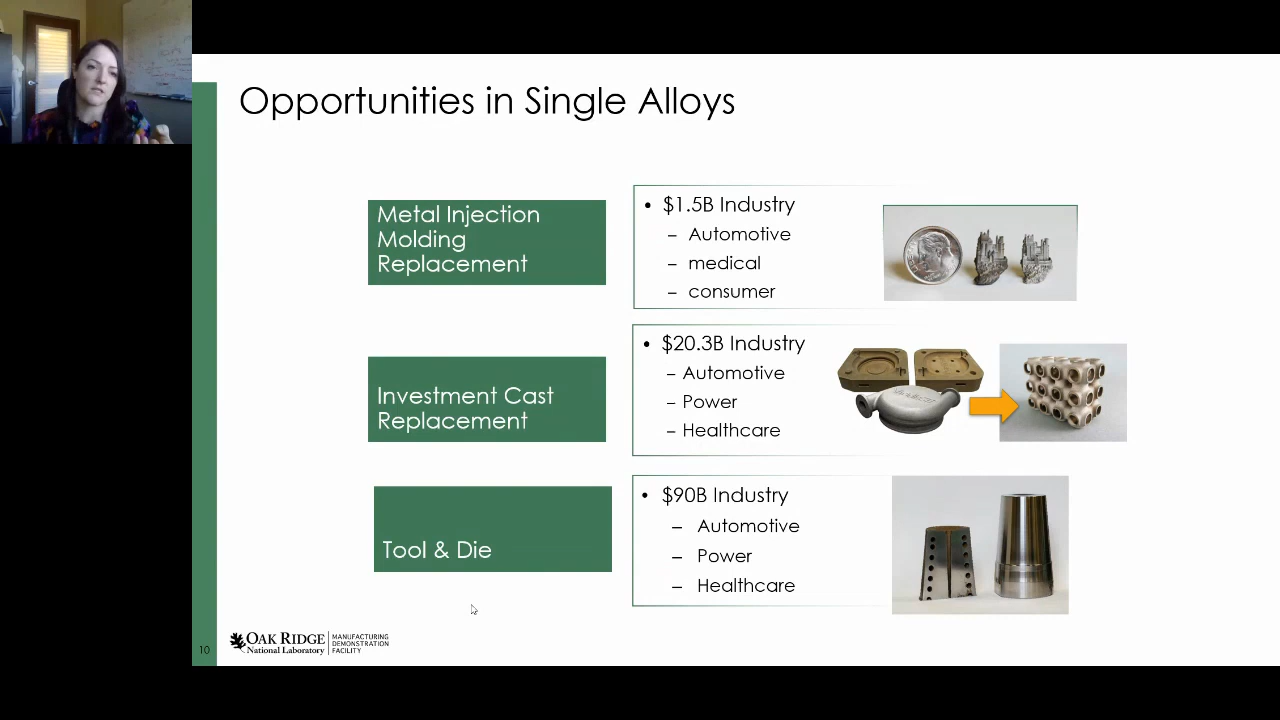 Opportunities in Single Alloys
Metal Injection
Molding
Replacement
• $1.5B Industry
– Automotive
– medical
– consumer
Investment Cast
Replacement
• $20.3B Industry
– Automotive
– Power
– Healthcare
Tool & Die
• $90B Industry
– Automotive
– Power
– Healthcare
10
OAK RIDGE
National Laboratory
MANUFACTURING
DEMONSTRATION
FACILITY